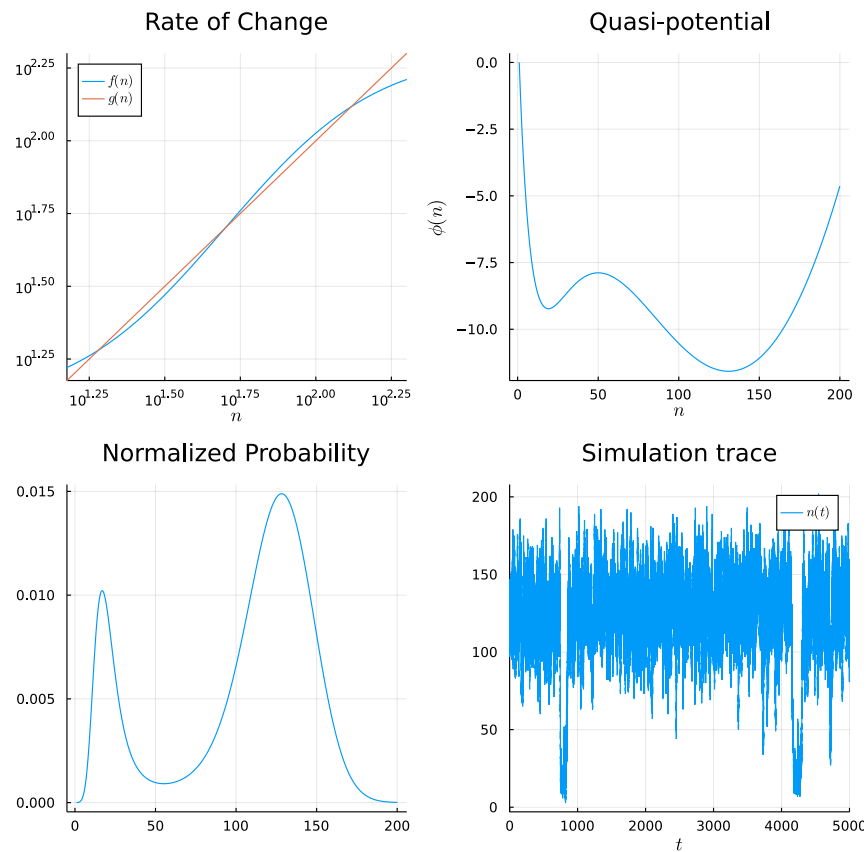 Rate of Change
10^2.25
10^2.00
10^1.75
10^1.50
10^1.25
f(n)
g(n)
10^1.25 10^1.50 10^1.75 10^2.00 10^2.25
n
Quasi-potential
0.0
−2.5
−5.0
−7.5
−10.0
ϕ(n)
0 50 100 150 200
n
Normalized Probability
0.015
0.010
0.005
0.000
0 50 100 150 200
Simulation trace
200
150
100
50
0
n(t)
0 1000 2000 3000 4000 5000
t